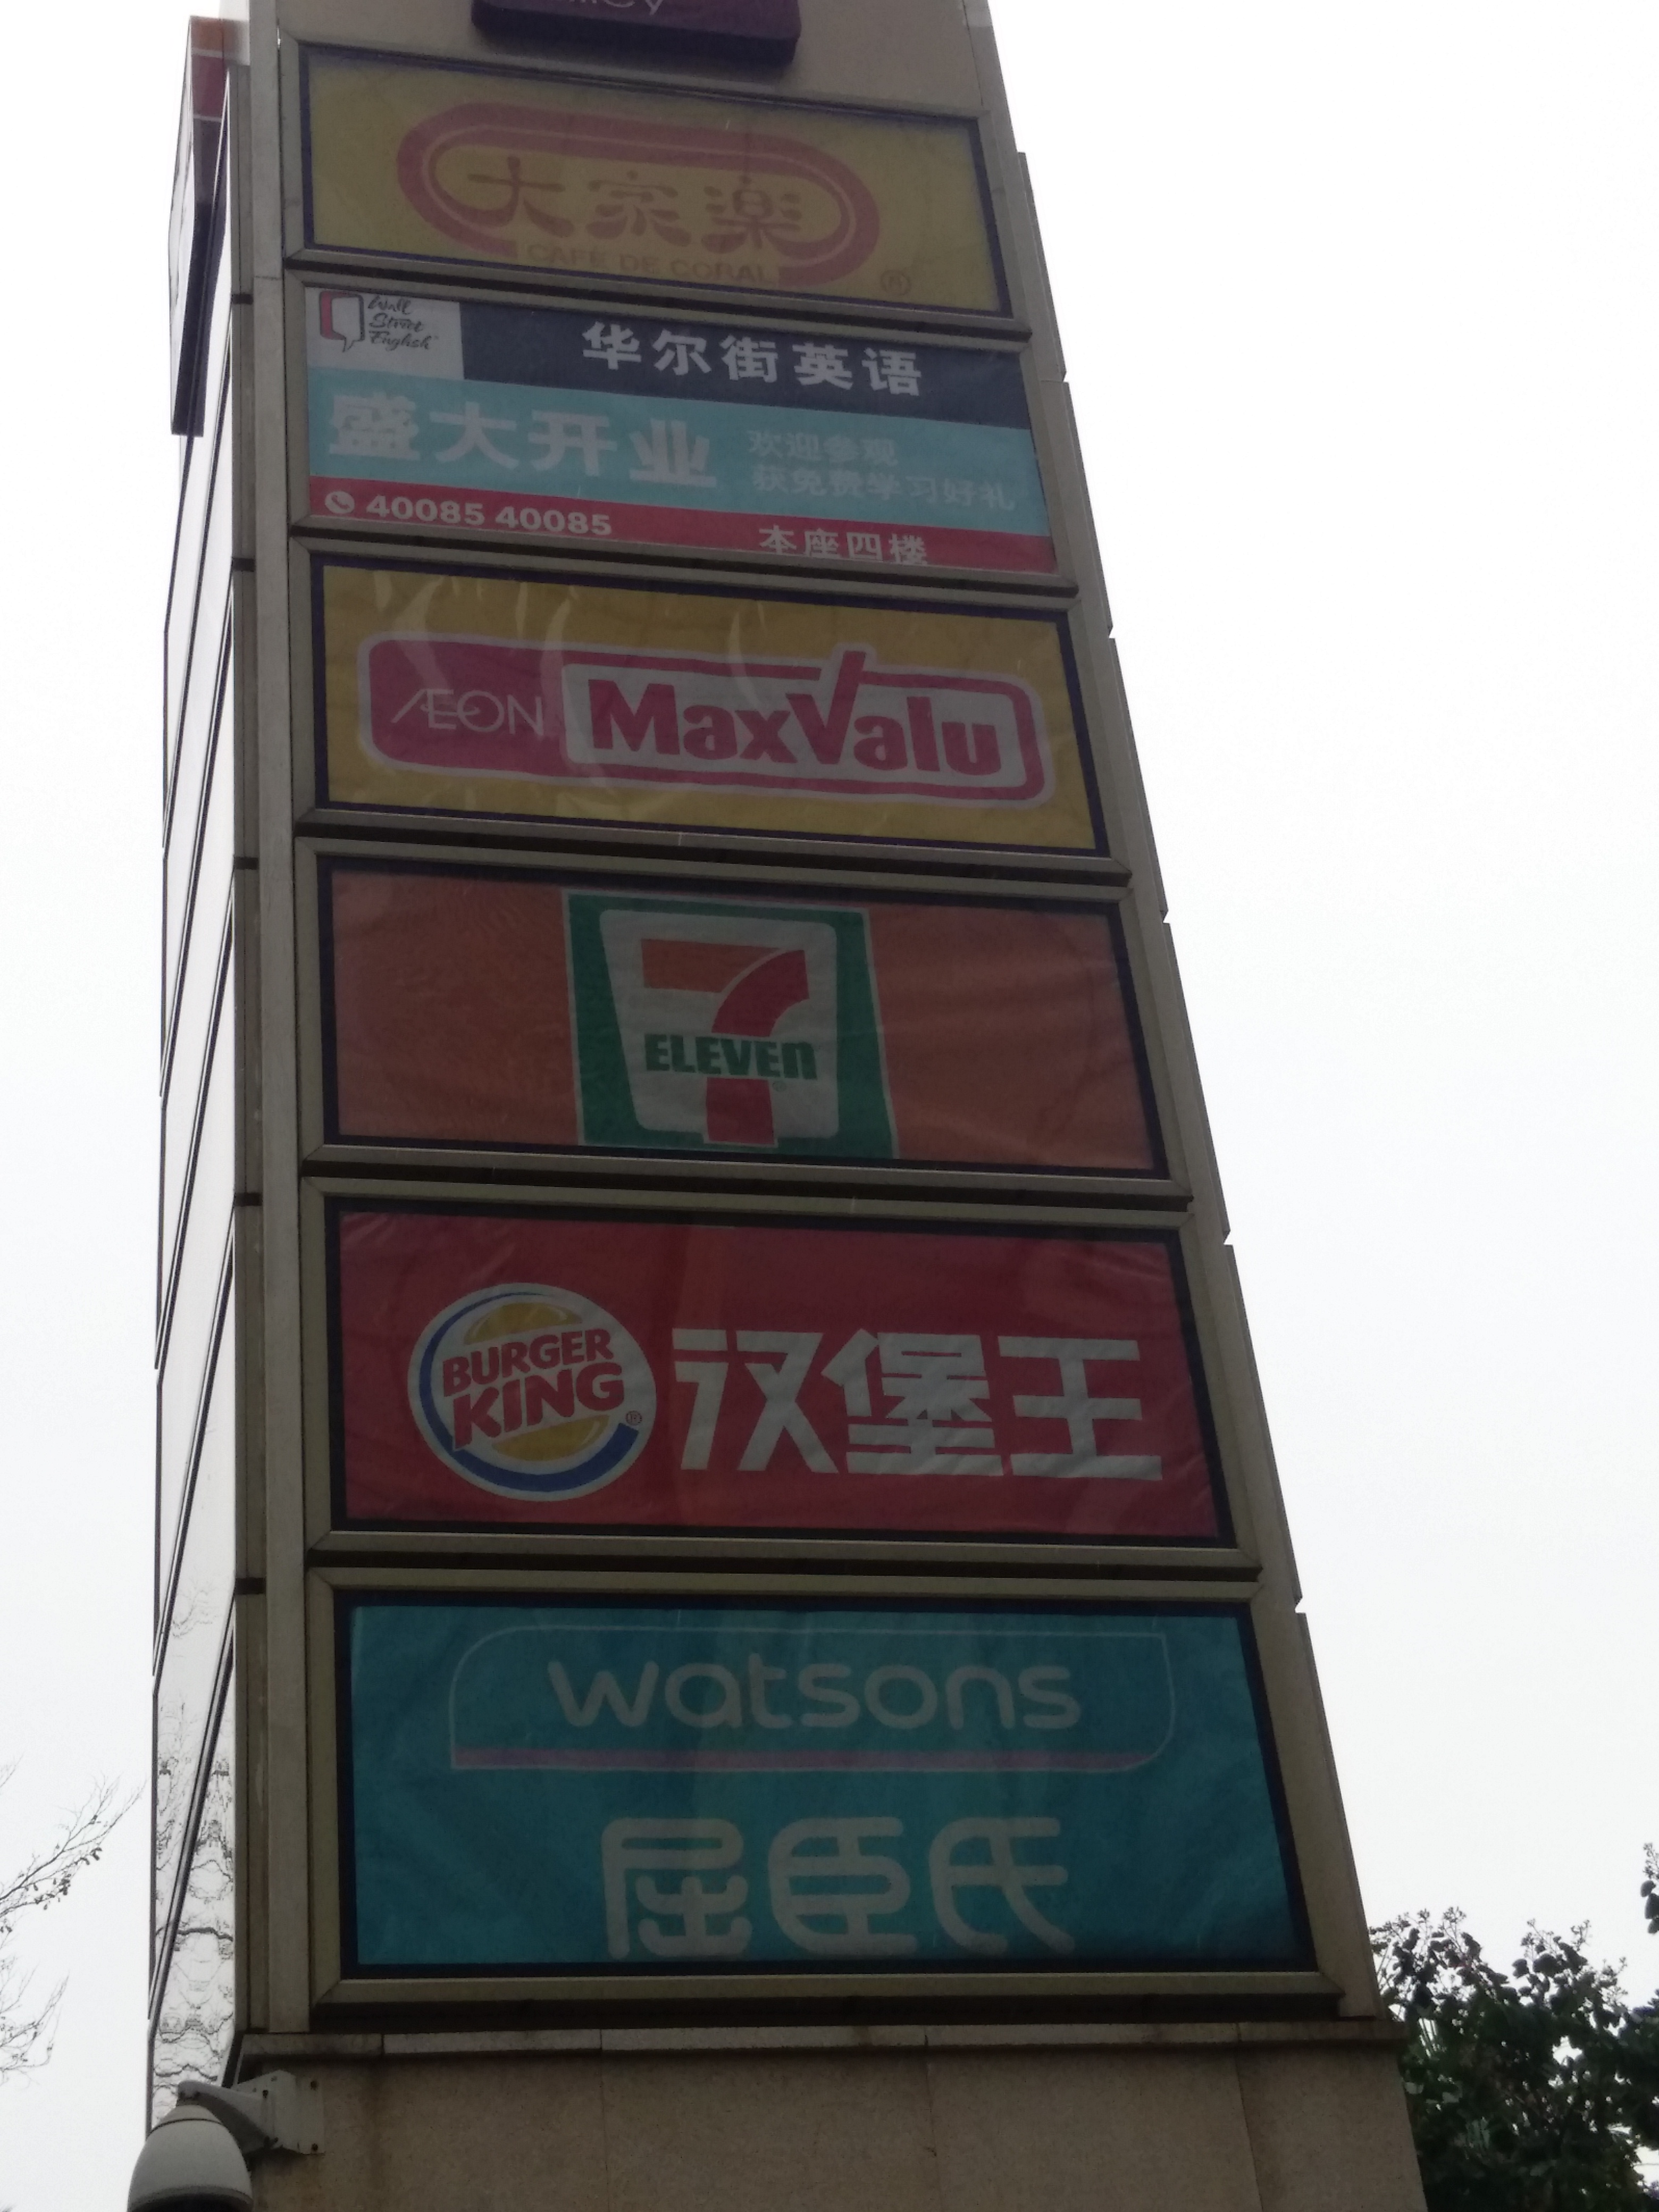 大家楽
CAFÉ DE CORAL
®
Wall
Street
English
华尔街英语
盛大开业
欢迎参观
获免费学习好礼
40085 40085
本座四楼
ÆON MaxValu
7
ELEVEN
®
BURGER
KING
®
汉堡王
watsons
屈臣氏